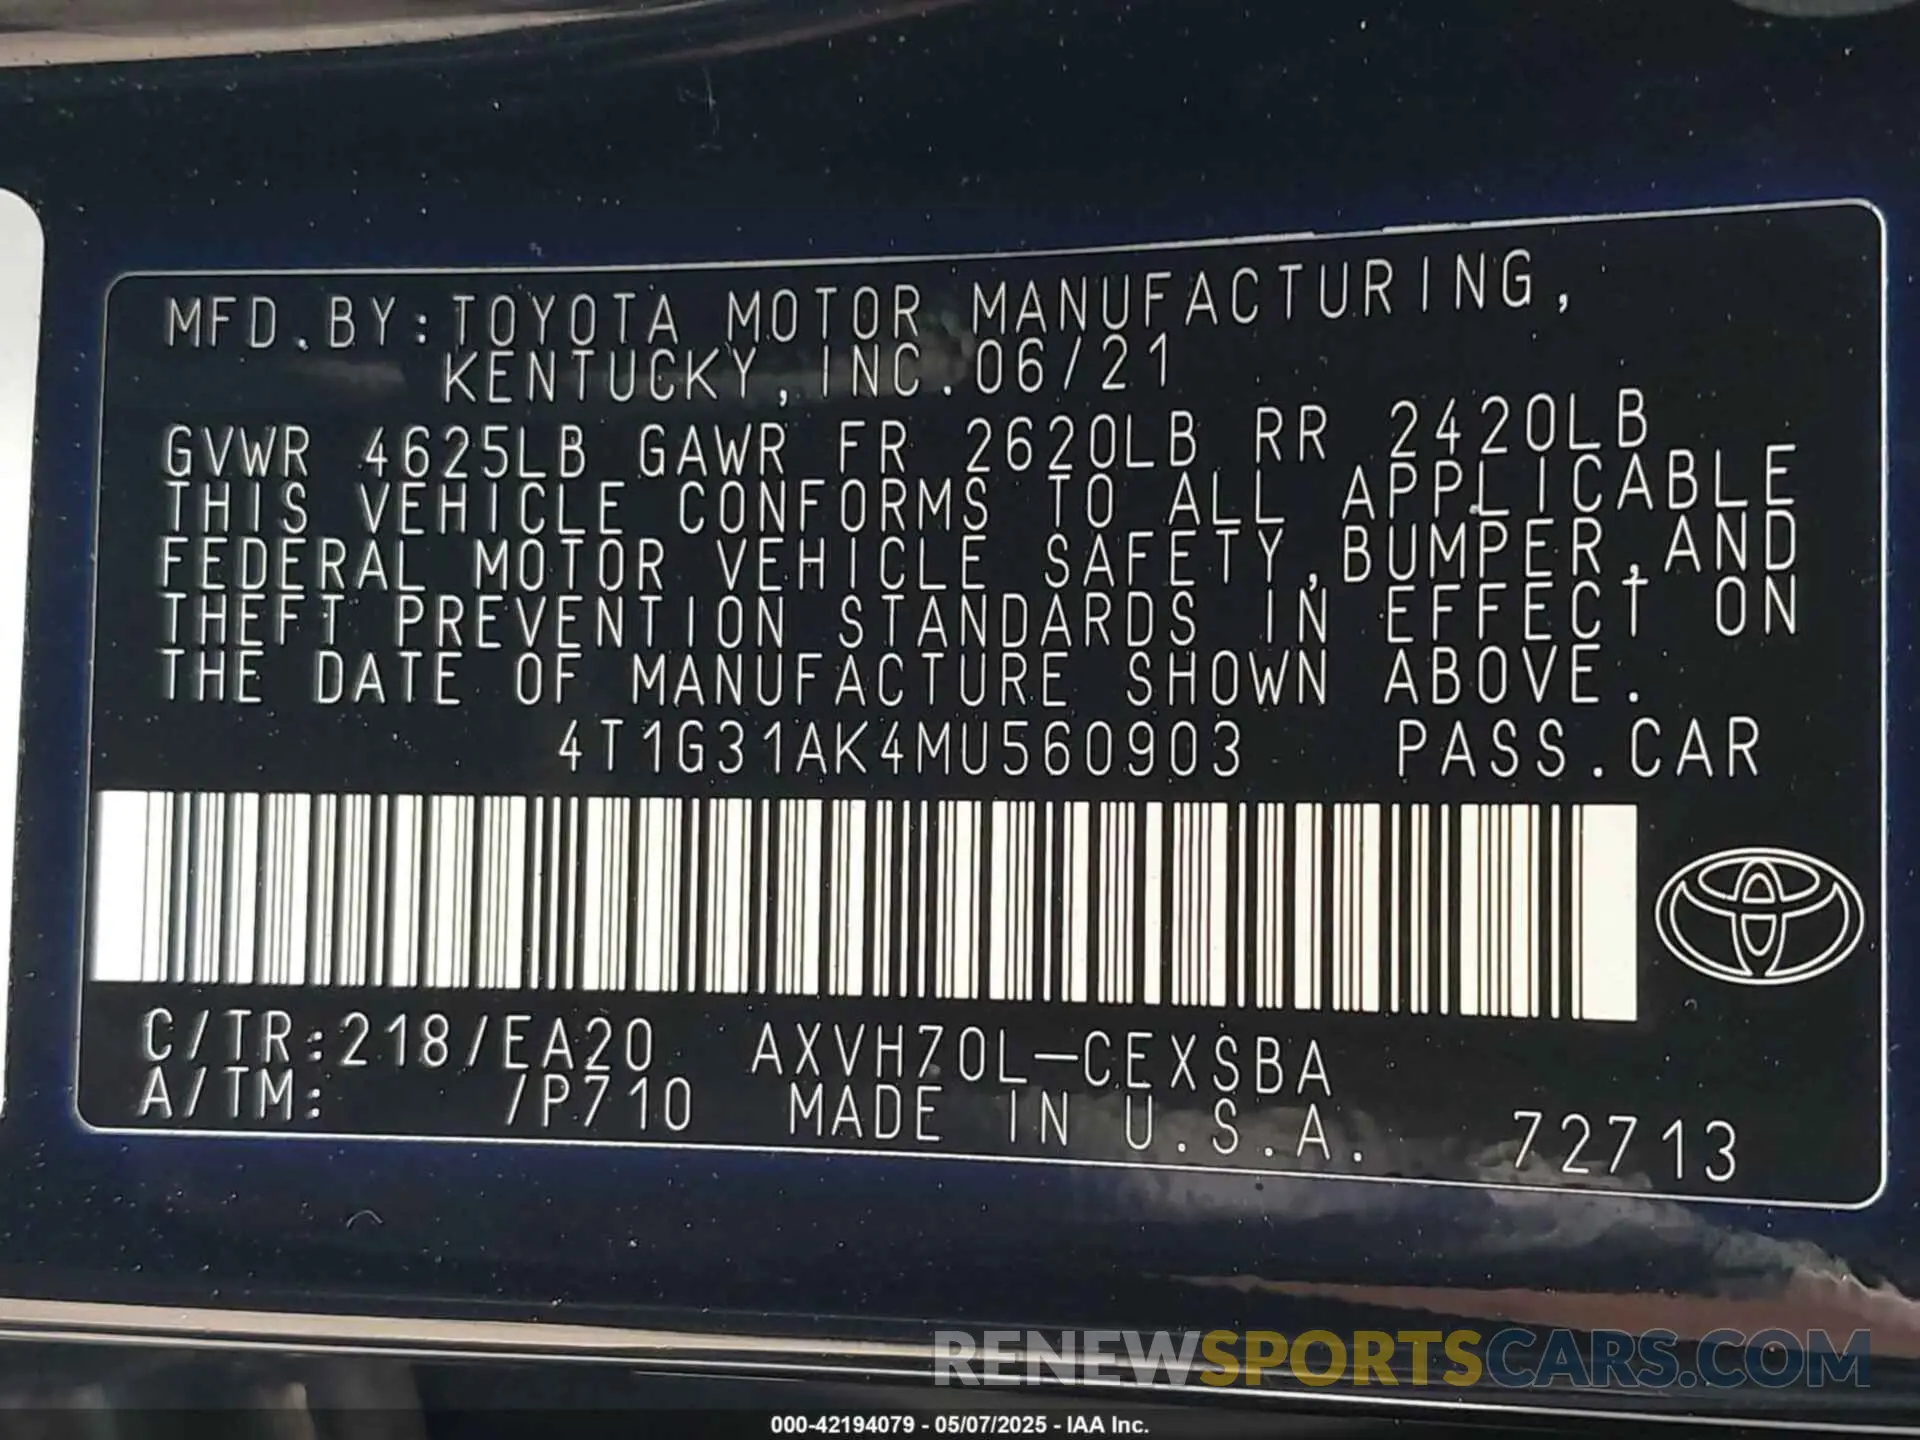 MFD.BY:TOYOTA MOTOR MANUFACTURING,
KENTUCKY,INC.06/21
GVWR 4625LB GAWR FR 2620LB RR 2420LB
THIS VEHICLE CONFORMS TO ALL APPLICABLE
FEDERAL MOTOR VEHICLE SAFETY,BUMPER,AND
THEFT PREVENTION STANDARDS IN EFFECT ON
THE DATE OF MANUFACTURE SHOWN ABOVE.
4T1G31AK4MU560903 PASS.CAR
C/TR:218/EA20 AXVH70L-CEXSBA
A/TM: /P710 MADE IN U.S.A. 72713
RENEWSPORTSCARS.COM
000-42194079 - 05/07/2025 - IAA Inc.